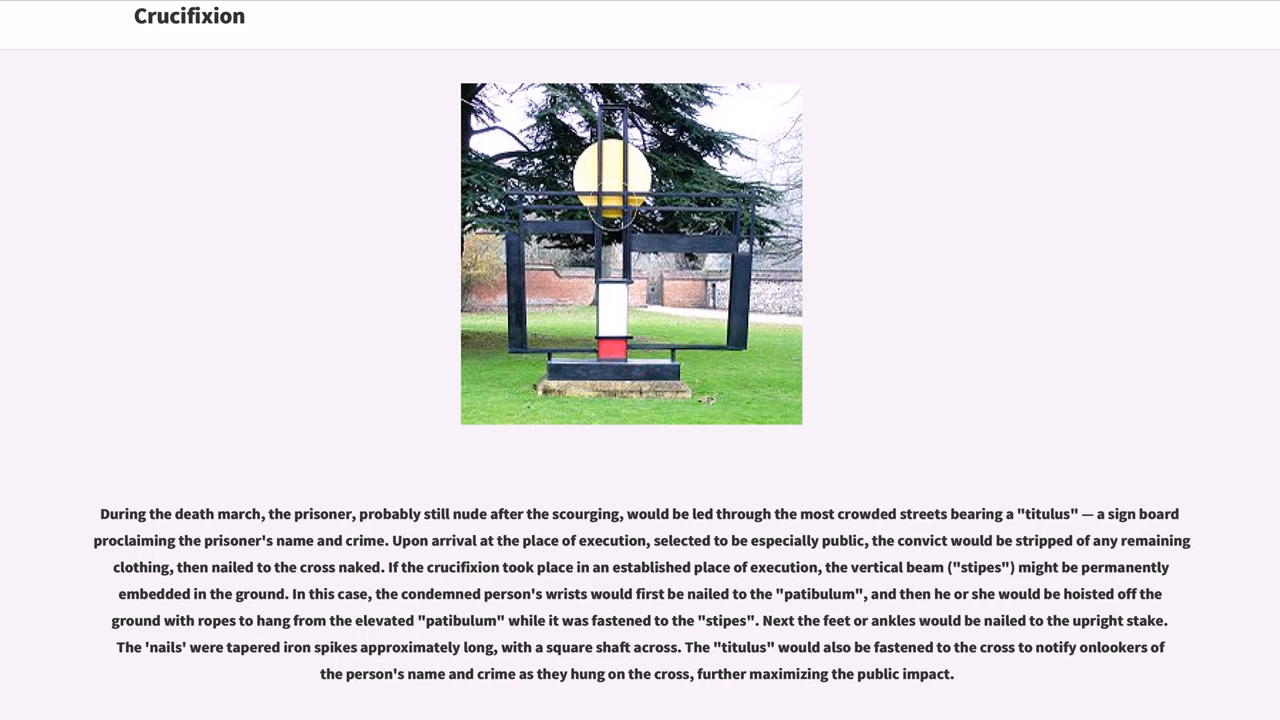 Crucifixion
During the death march, the prisoner, probably still nude after the scourging, would be led through the most crowded streets bearing a "titulus" — a sign board
proclaiming the prisoner's name and crime. Upon arrival at the place of execution, selected to be especially public, the convict would be stripped of any remaining
clothing, then nailed to the cross naked. If the crucifixion took place in an established place of execution, the vertical beam ("stipes") might be permanently
embedded in the ground. In this case, the condemned person's wrists would first be nailed to the "patibulum", and then he or she would be hoisted off the
ground with ropes to hang from the elevated "patibulum" while it was fastened to the "stipes". Next the feet or ankles would be nailed to the upright stake.
The 'nails' were tapered iron spikes approximately long, with a square shaft across. The "titulus" would also be fastened to the cross to notify onlookers of
the person's name and crime as they hung on the cross, further maximizing the public impact.